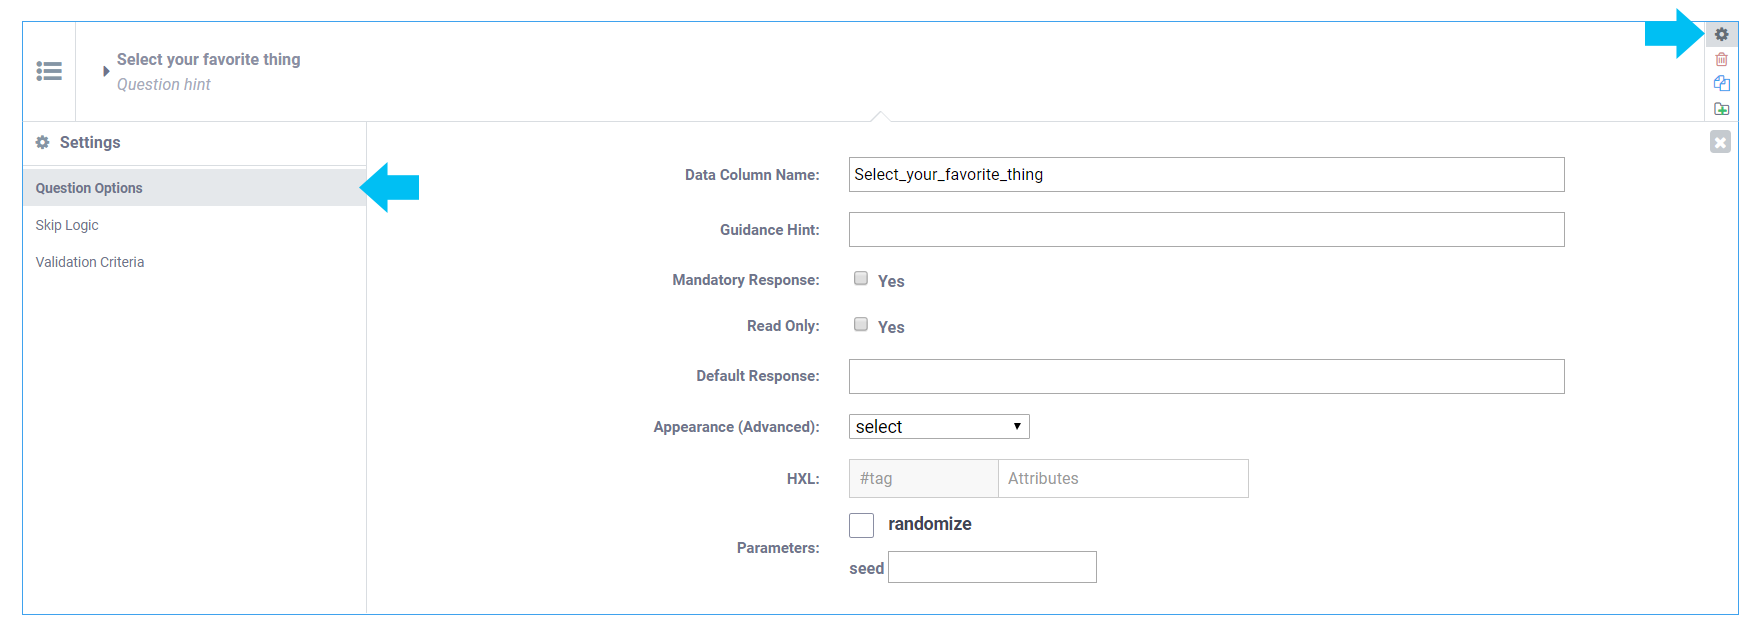 Select your favorite thing
Question hint
Settings
Question Options
Skip Logic
Validation Criteria
Data Column Name: Select_your_favorite_thing
Guidance Hint:
Mandatory Response: Yes
Read Only: Yes
Default Response:
Appearance (Advanced): select
HXL: #tag Attributes
Parameters: randomize
seed